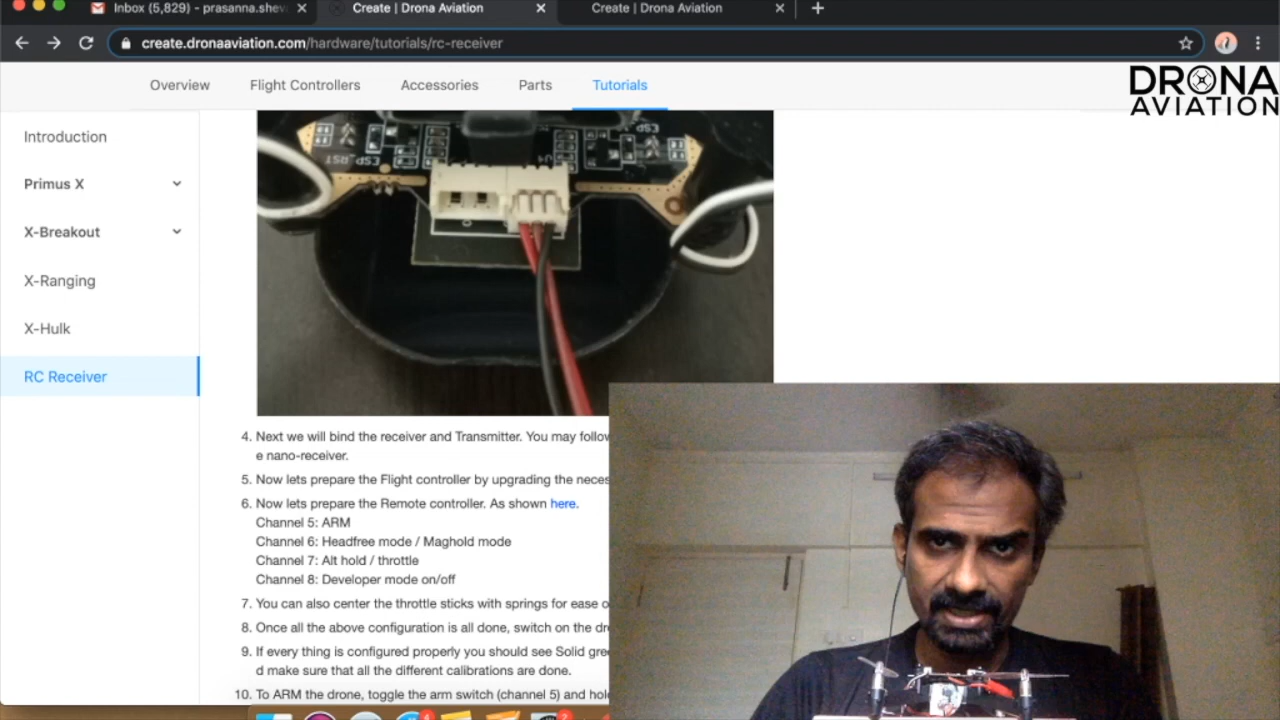 Inbox (5,829) - prasanna.shev
Create | Drona Aviation
Create | Drona Aviation
create.dronaaviation.com/hardware/tutorials/rc-receiver
Overview
Flight Controllers
Accessories
Parts
Tutorials
DRONA
AVIATION
Introduction
Primus X
X-Breakout
X-Ranging
X-Hulk
RC Receiver
ESP_RST
J4
ESP
4. Next we will bind the receiver and Transmitter. You may follow
e nano-receiver.
5. Now lets prepare the Flight controller by upgrading the neces
6. Now lets prepare the Remote controller. As shown here.
Channel 5: ARM
Channel 6: Headfree mode / Maghold mode
Channel 7: Alt hold / throttle
Channel 8: Developer mode on/off
7. You can also center the throttle sticks with springs for ease o
8. Once all the above configuration is all done, switch on the dr
9. If every thing is configured properly you should see Solid gre
d make sure that all the different calibrations are done.
10. To ARM the drone, toggle the arm switch (channel 5) and hol